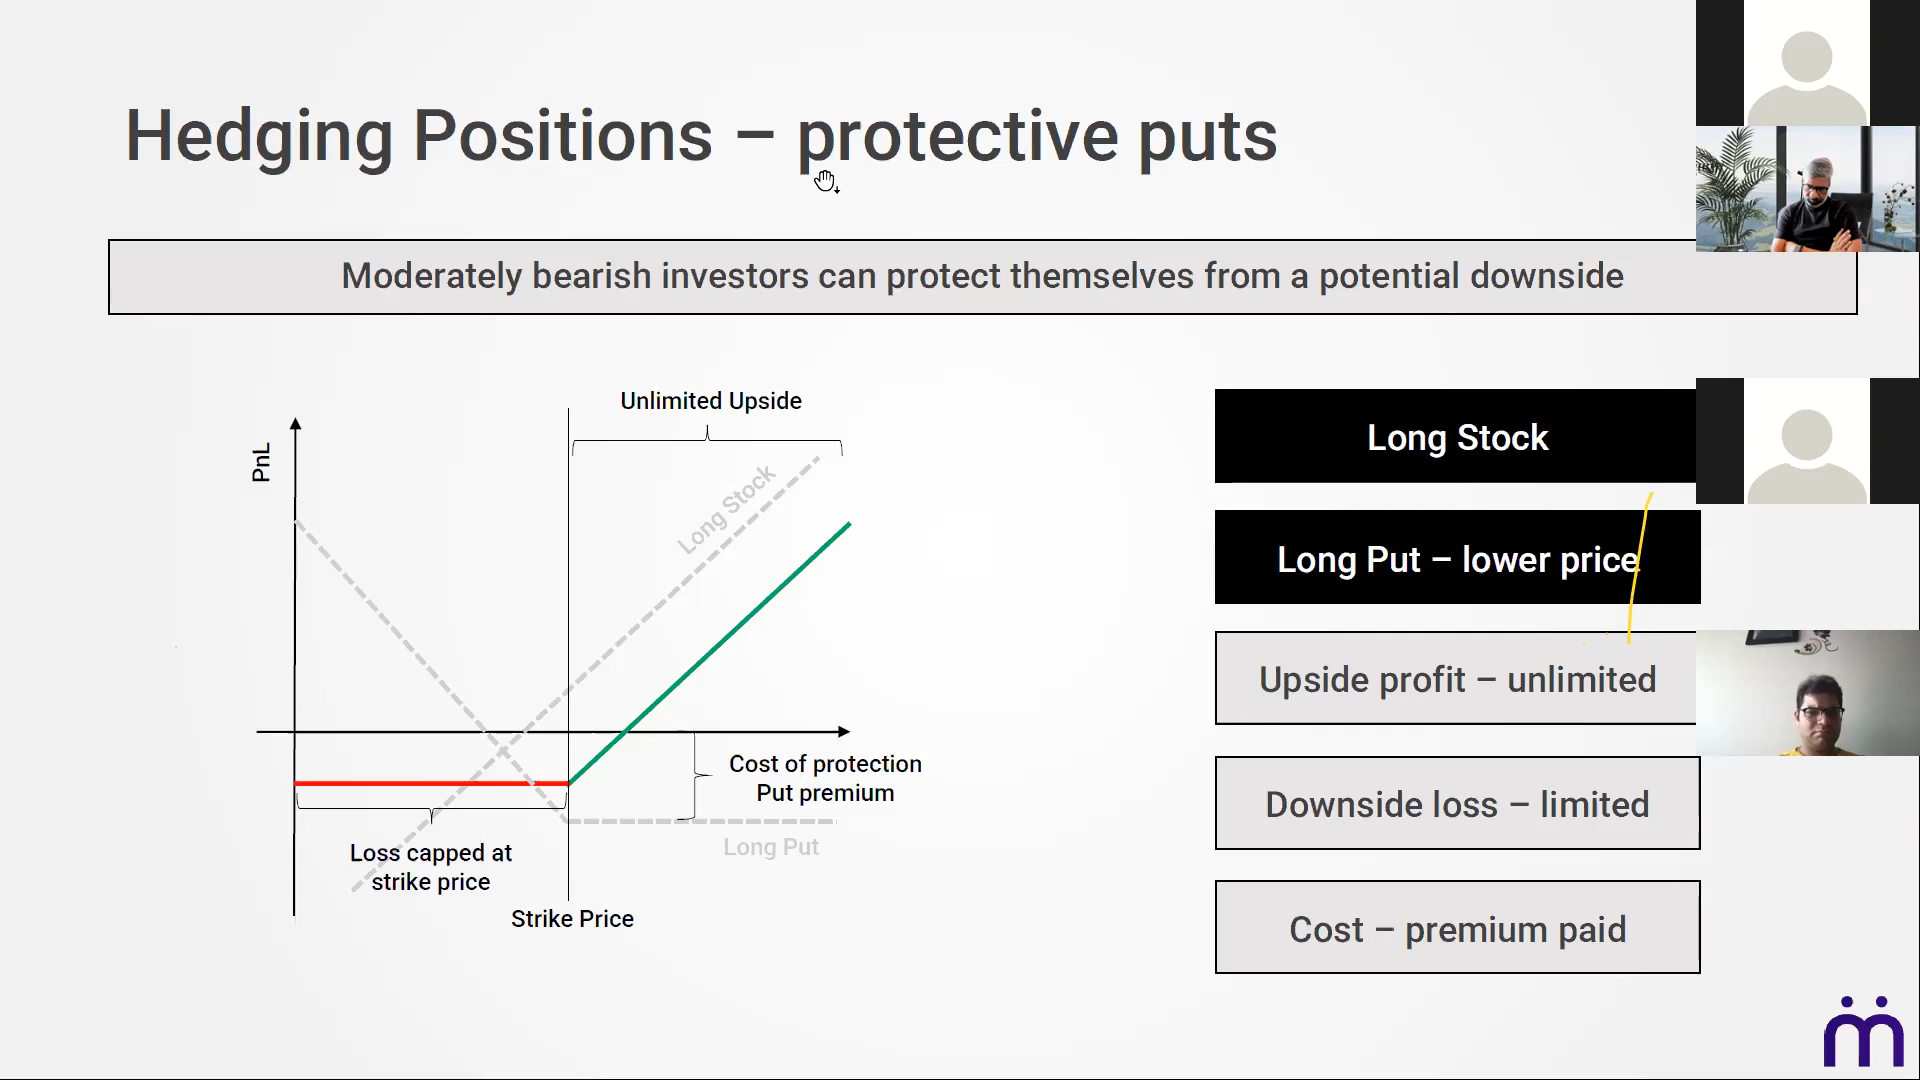 Hedging Positions – protective puts
Moderately bearish investors can protect themselves from a potential downside
Unlimited Upside
PnL
Long Stock
Cost of protection
Put premium
Long Put
Loss capped at
strike price
Strike Price
Long Stock
Long Put – lower price
Upside profit – unlimited
Downside loss – limited
Cost – premium paid